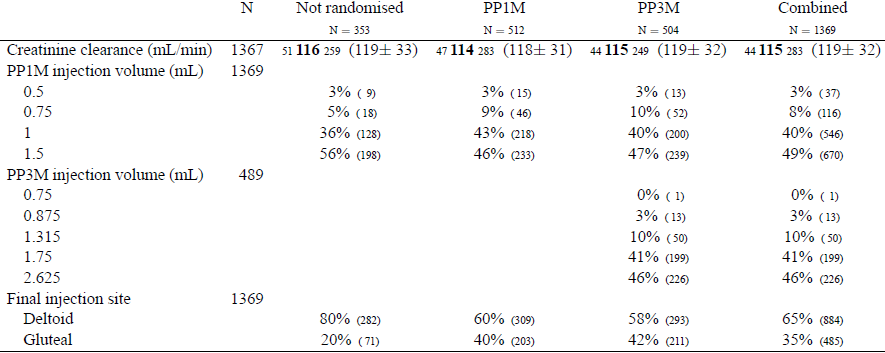 N Not randomised PP1M PP3M Combined
N = 353 N = 512 N = 504 N = 1369
Creatinine clearance (mL/min) 1367 51 116 259 (119± 33) 47 114 283 (118± 31) 44 115 249 (119± 32) 44 115 283 (119± 32)
PP1M injection volume (mL) 1369
0.5 3% ( 9) 3% ( 15) 3% ( 13) 3% ( 37)
0.75 5% ( 18) 9% ( 46) 10% ( 52) 8% (116)
1 36% (128) 43% (218) 40% (200) 40% (546)
1.5 56% (198) 46% (233) 47% (239) 49% (670)
PP3M injection volume (mL) 489
0.75 0% ( 1) 0% ( 1)
0.875 3% ( 13) 3% ( 13)
1.315 10% ( 50) 10% ( 50)
1.75 41% (199) 41% (199)
2.625 46% (226) 46% (226)
Final injection site 1369
Deltoid 80% (282) 60% (309) 58% (293) 65% (884)
Gluteal 20% ( 71) 40% (203) 42% (211) 35% (485)